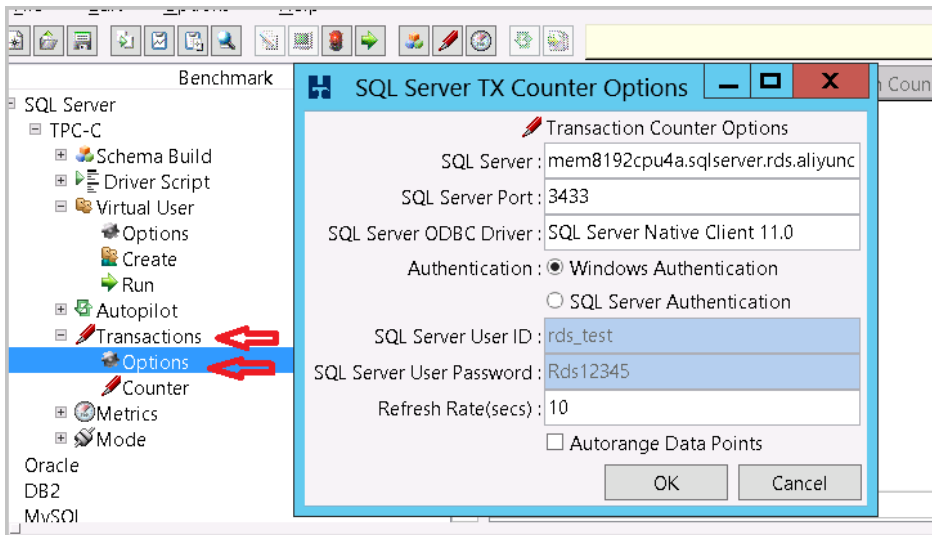 Benchmark
SQL Server
TPC-C
Schema Build
Driver Script
Virtual User
Options
Create
Run
Autopilot
Transactions
Options
Counter
Metrics
Mode
Oracle
DB2
MySQL
SQL Server TX Counter Options
Transaction Counter Options
SQL Server : mem8192cpu4a.sqlserver.rds.aliyunc
SQL Server Port : 3433
SQL Server ODBC Driver : SQL Server Native Client 11.0
Authentication : Windows Authentication
SQL Server Authentication
SQL Server User ID : rds_test
SQL Server User Password : Rds12345
Refresh Rate(secs) : 10
Autorange Data Points
OK Cancel